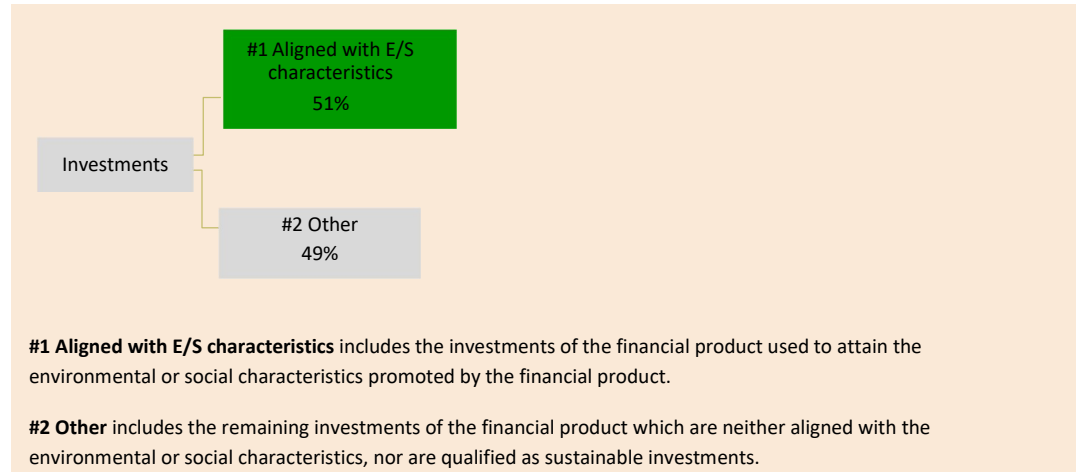 #1 Aligned with E/S
characteristics
51%
Investments
#2 Other
49%
#1 Aligned with E/S characteristics includes the investments of the financial product used to attain the
environmental or social characteristics promoted by the financial product.
#2 Other includes the remaining investments of the financial product which are neither aligned with the
environmental or social characteristics, nor are qualified as sustainable investments.